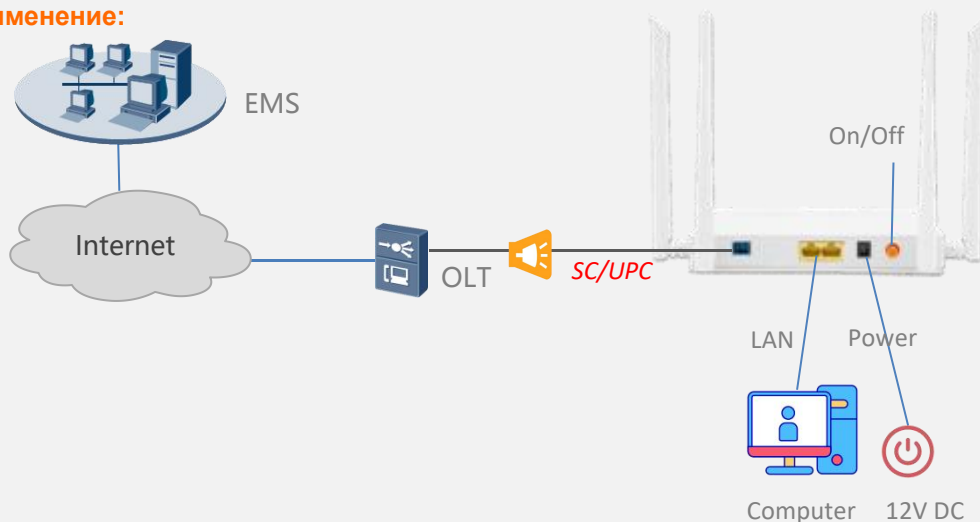 именение:
EMS
On/Off
Internet
OLT
SC/UPC
LAN
Power
Computer
12V DC